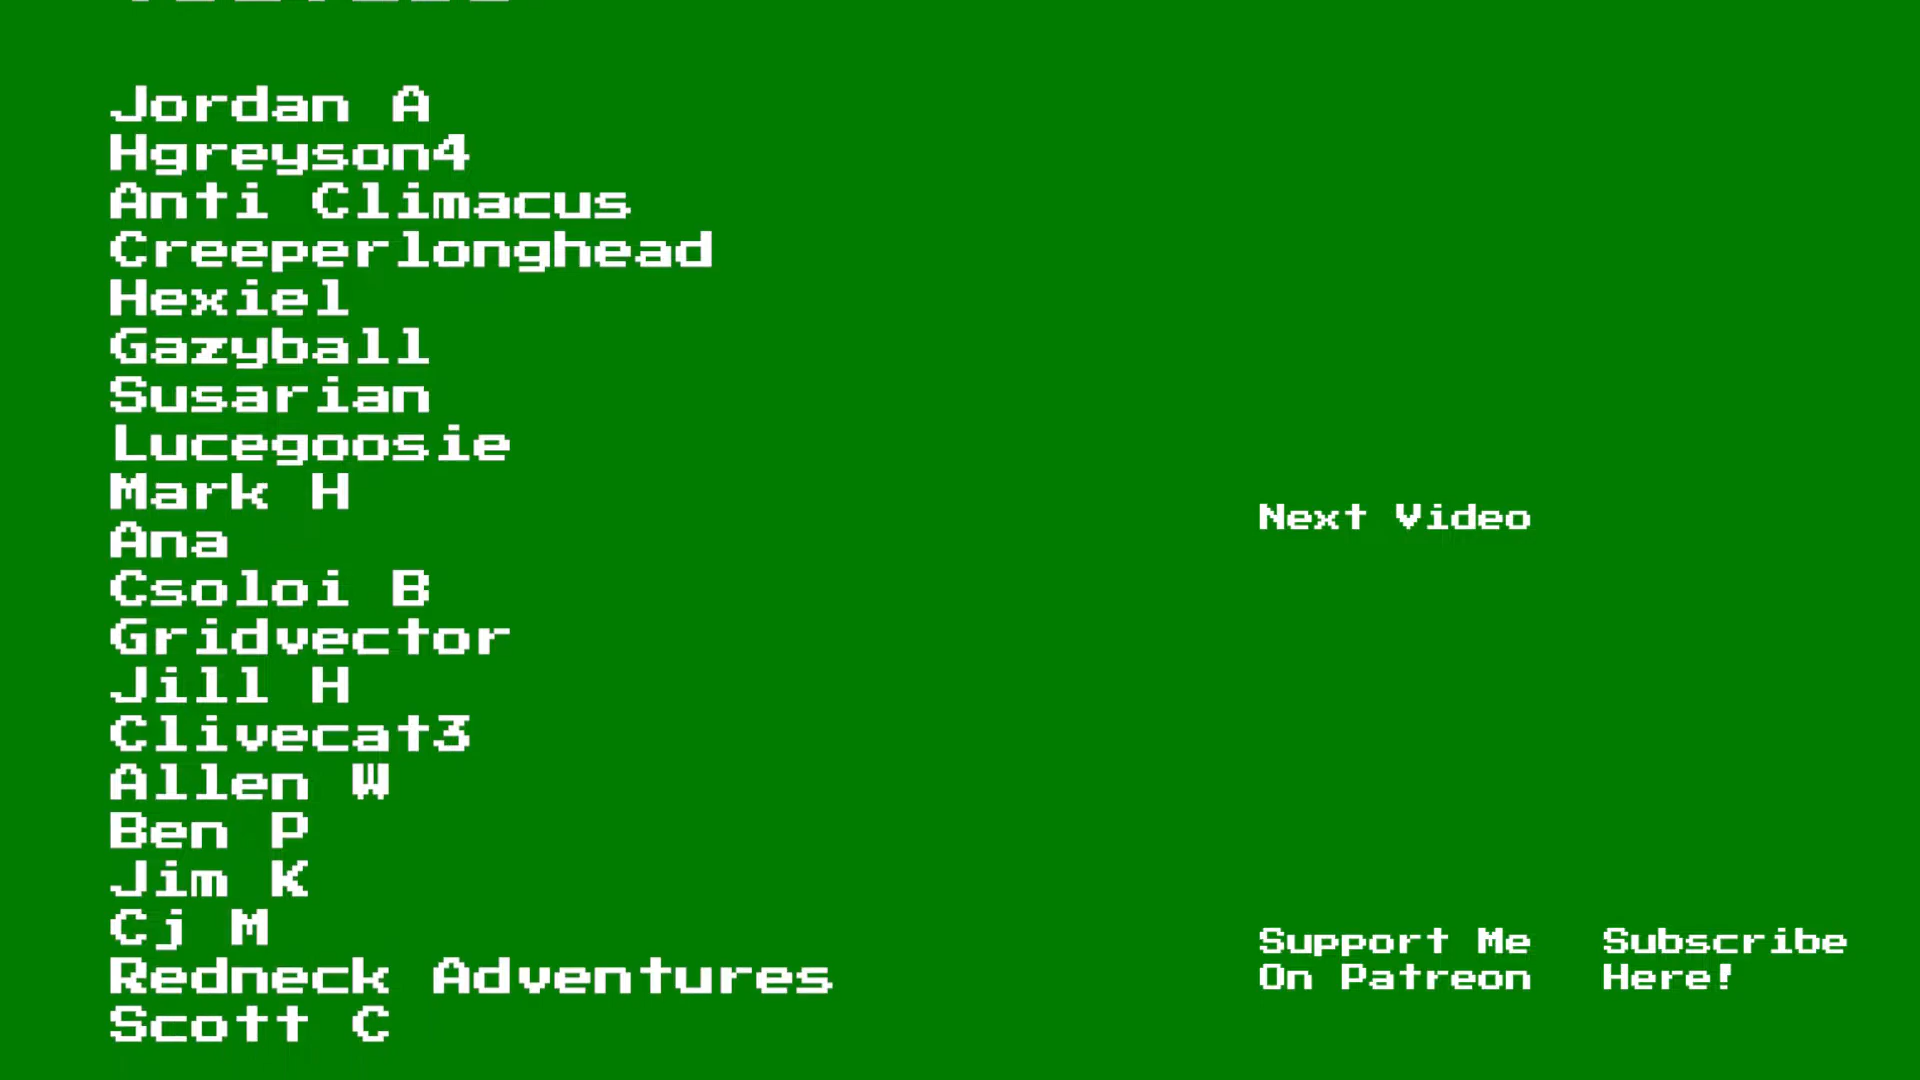 Jordan A
Hgreyson4
Anti Climacus
Creeperlonghead
Hexiel
Gazyball
Susarian
Lucegoosie
Mark H
Ana
Csoloi B
Gridvector
Jill H
Clivecat3
Allen W
Ben P
Jim K
Cj M
Redneck Adventures
Scott C
Next Video
Support Me
On Patreon
Subscribe
Here!